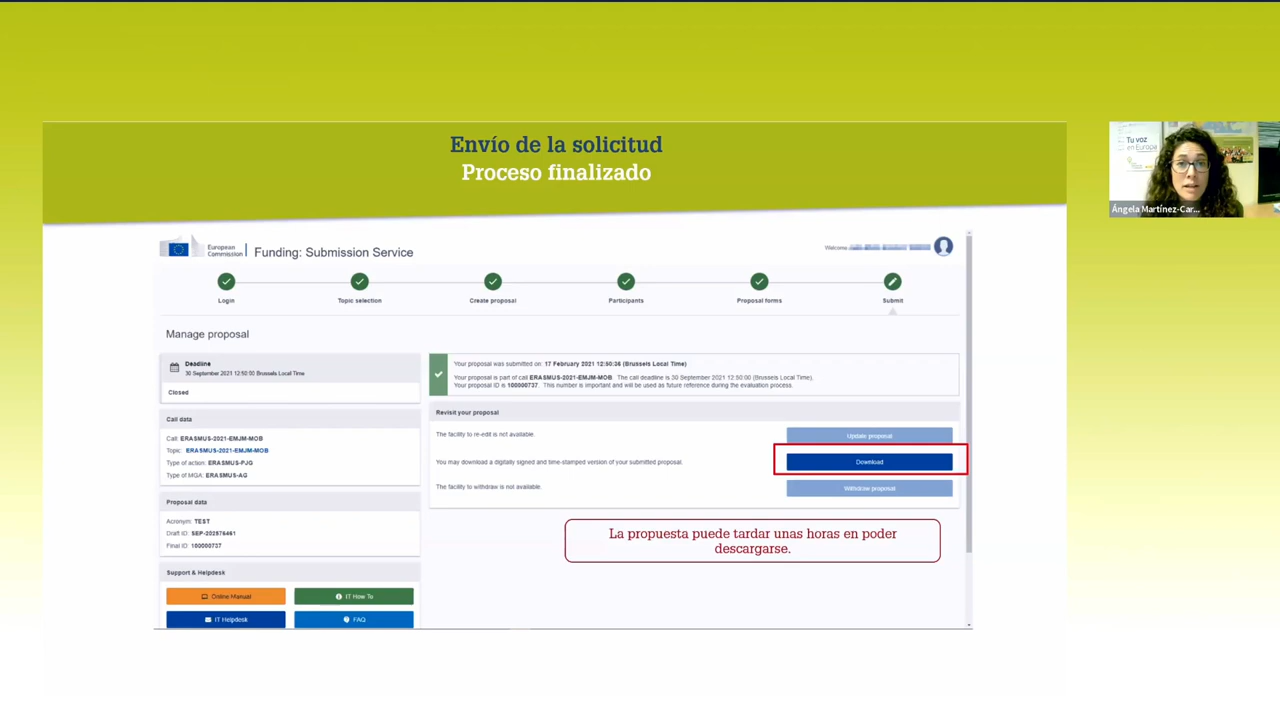 Envío de la solicitud
Proceso finalizado
Tu voz
en Europa
Ángela Martínez-Car...
European
Commission
Funding: Submission Service
Welcome
Login
Topic selection
Create proposal
Participants
Proposal forms
Submit
Manage proposal
Deadline
30 September 2021 12:50:00 Brussels Local Time
Closed
Your proposal was submitted on: 17 February 2021 12:50:26 (Brussels Local Time)
Your proposal is part of call ERASMUS-2021-EMJM-MOB The call deadline is 30 September 2021 12:50:00 (Brussels Local Time).
Your proposal ID is 100000737. This number is important and will be used as future reference during the evaluation process.
Call data
Call: ERASMUS-2021-EMJM-MOB
Topic: ERASMUS-2021-EMJM-MOB
Type of action: ERASMUS-PJG
Type of MGA: ERASMUS-AG
Revisit your proposal
The facility to re-edit is not available.
Update proposal
You may download a digitally signed and time-stamped version of your submitted proposal.
Download
The facility to withdraw is not available.
Withdraw proposal
Proposal data
Acronym: TEST
Draft ID: SEP-202576461
Final ID: 100000737
La propuesta puede tardar unas horas en poder
descargarse.
Support & Helpdesk
Online Manual
IT How To
IT Helpdesk
FAQ